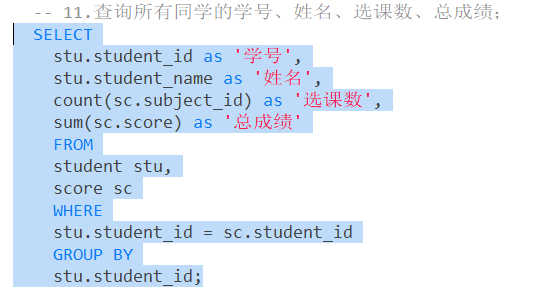 -- 11.查询所有同学的学号、姓名、选课数、总成绩；
SELECT
stu.student_id as '学号',
stu.student_name as '姓名',
count(sc.subject_id) as '选课数',
sum(sc.score) as '总成绩'
FROM
student stu,
score sc
WHERE
stu.student_id = sc.student_id
GROUP BY
stu.student_id;